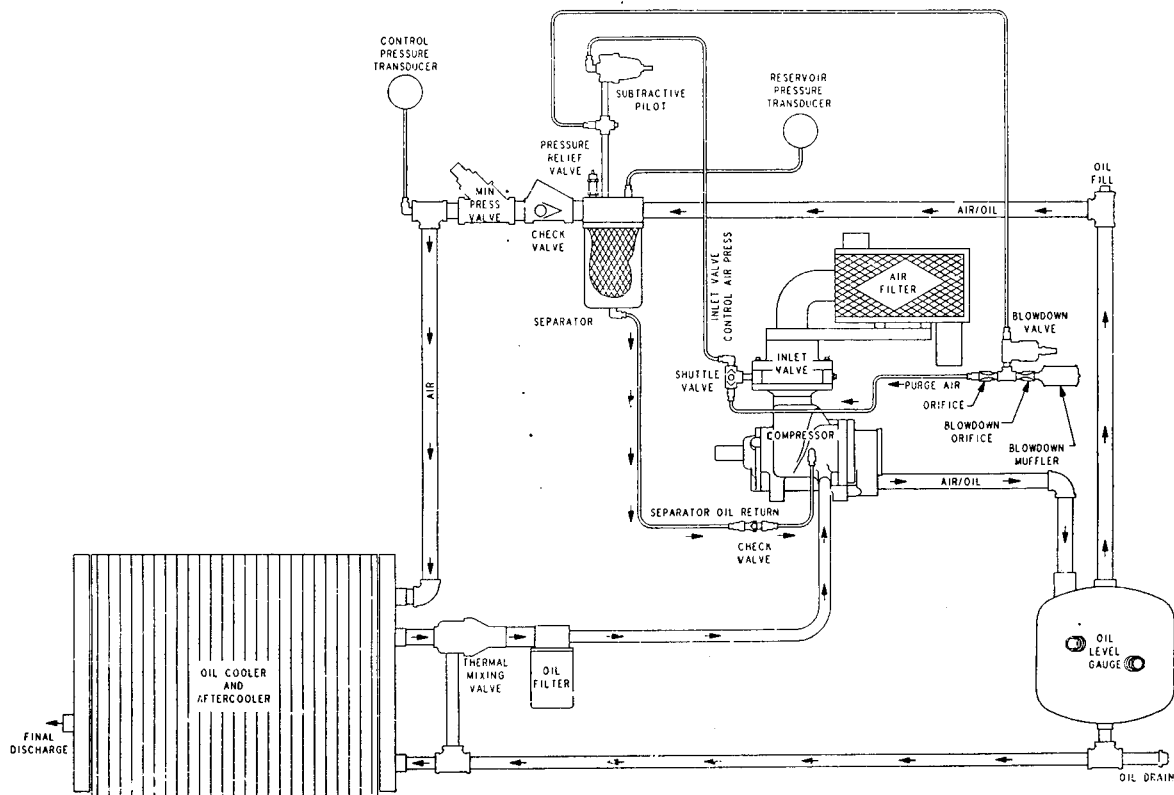 CONTROL
PRESSURE
TRANSDUCER
SUBTRACTIVE
PILOT
RESERVOIR
PRESSURE
TRANSDUCER
PRESSURE
RELIEF
VALVE
OIL
FILL
MIN
PRESS
VALVE
CHECK
VALVE
AIR/OIL
INLET VALVE
CONTROL AIR PRESS
AIR
FILTER
SEPARATOR
BLOWDOWN
VALVE
SHUTTLE
VALVE
INLET
VALVE
PURGE AIR
ORIFICE
BLOWDOWN
ORIFICE
BLOWDOWN
MUFFLER
AIR
COMPRESSOR
AIR/OIL
SEPARATOR OIL RETURN
CHECK
VALVE
OIL
LEVEL
GAUGE
THERMAL
MIXING
VALVE
OIL
FILTER
OIL COOLER
AND
AFTERCOOLER
FINAL
DISCHARGE
OIL DRAIN